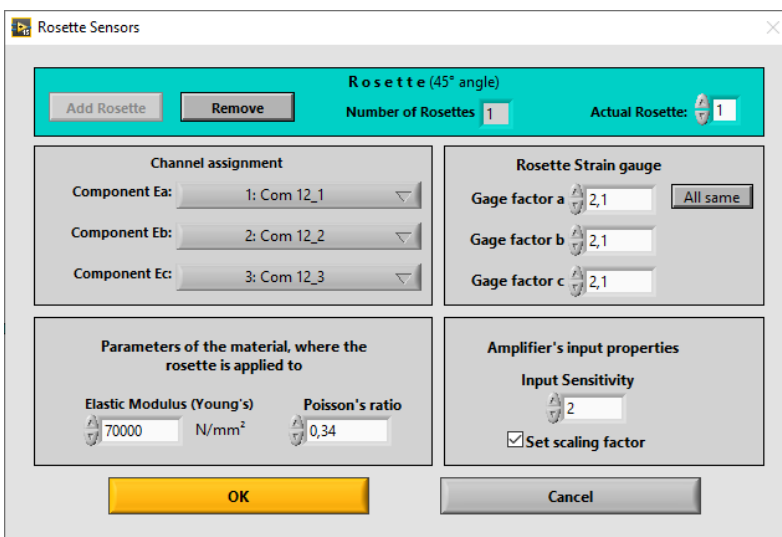 Rosette Sensors
Rosette (45° angle)
Add Rosette
Remove
Number of Rosettes 1
Actual Rosette: 1
Channel assignment
Component Ea: 1: Com 12_1
Component Eb: 2: Com 12_2
Component Ec: 3: Com 12_3
Rosette Strain gauge
Gage factor a 2,1
All same
Gage factor b 2,1
Gage factor c 2,1
Parameters of the material, where the
rosette is applied to
Elastic Modulus (Young's)
Poisson's ratio
70000 N/mm²
0,34
Amplifier's input properties
Input Sensitivity
2
Set scaling factor
OK
Cancel